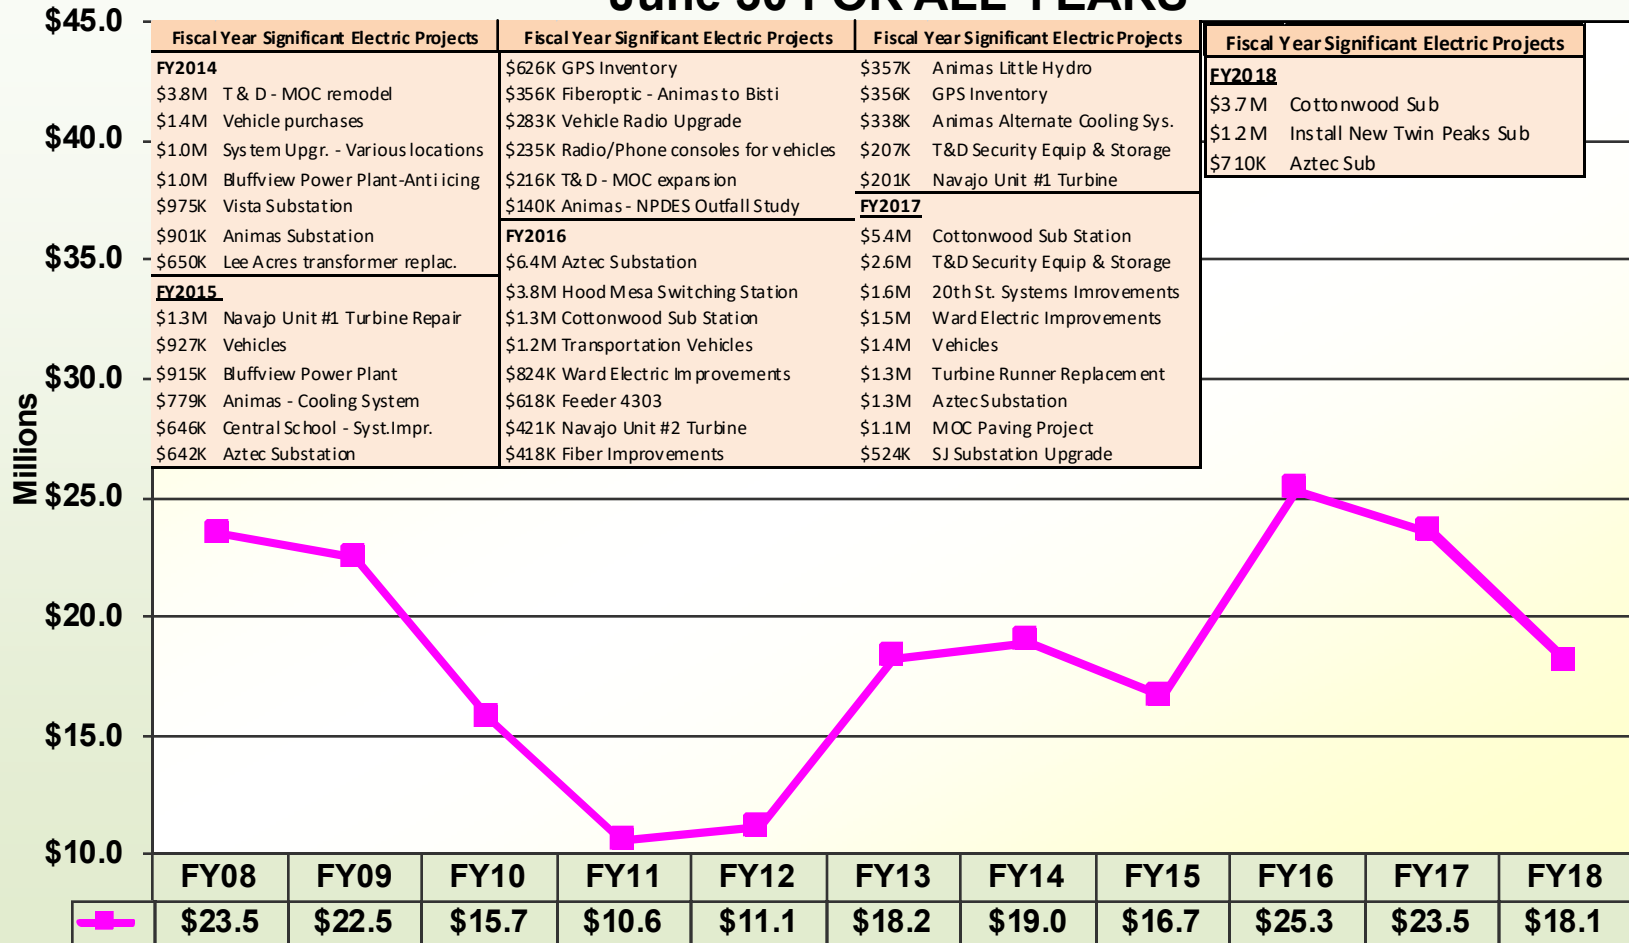 June 30 FOR ALL YEARS
Millions
$45.0
$40.0
$35.0
$30.0
$25.0
$20.0
$15.0
$10.0
Fiscal Year Significant Electric Projects
FY2014
$3.8M T & D - MOC remodel
$1.4M Vehicle purchases
$1.0M System Upgr. - Various locations
$1.0M Bluffview Power Plant-Anti icing
$975K Vista Substation
$901K Animas Substation
$650K Lee Acres transformer replac.
FY2015
$1.3M Navajo Unit #1 Turbine Repair
$927K Vehicles
$915K Bluffview Power Plant
$779K Animas - Cooling System
$646K Central School - Syst.Impr.
$642K Aztec Substation
Fiscal Year Significant Electric Projects
$626K GPS Inventory
$356K Fiberoptic - Animas to Bisti
$283K Vehicle Radio Upgrade
$235K Radio/Phone consoles for vehicles
$216K T&D - MOC expansion
$140K Animas - NPDES Outfall Study
FY2016
$6.4M Aztec Substation
$3.8M Hood Mesa Switching Station
$1.3M Cottonwood Sub Station
$1.2M Transportation Vehicles
$824K Ward Electric Improvements
$618K Feeder 4303
$421K Navajo Unit #2 Turbine
$418K Fiber Improvements
Fiscal Year Significant Electric Projects
$357K Animas Little Hydro
$356K GPS Inventory
$338K Animas Alternate Cooling Sys.
$207K T&D Security Equip & Storage
$201K Navajo Unit #1 Turbine
FY2017
$5.4M Cottonwood Sub Station
$2.6M T&D Security Equip & Storage
$1.6M 20th St. Systems Imrovements
$1.5M Ward Electric Improvements
$1.4M Vehicles
$1.3M Turbine Runner Replacement
$1.3M Aztec Substation
$1.1M MOC Paving Project
$524K SJ Substation Upgrade
Fiscal Year Significant Electric Projects
FY2018
$3.7M Cottonwood Sub
$1.2M Install New Twin Peaks Sub
$710K Aztec Sub
FY08 FY09 FY10 FY11 FY12 FY13 FY14 FY15 FY16 FY17 FY18
$23.5 $22.5 $15.7 $10.6 $11.1 $18.2 $19.0 $16.7 $25.3 $23.5 $18.1